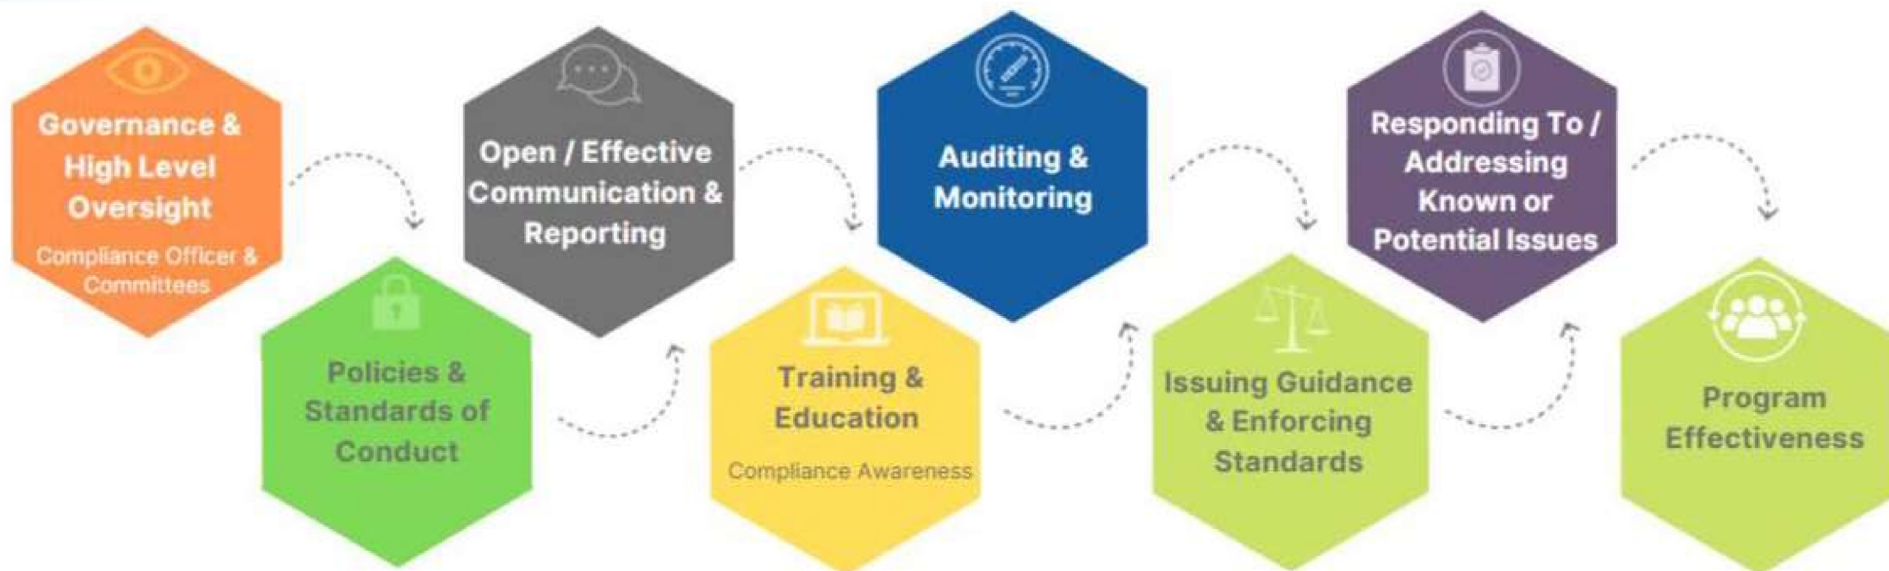 Governance &
High Level
Oversight
Compliance Officer &
Committees
Policies &
Standards of
Conduct
Open / Effective
Communication &
Reporting
Training &
Education
Compliance Awareness
Auditing &
Monitoring
Issuing Guidance
& Enforcing
Standards
Responding To /
Addressing
Known or
Potential Issues
Program
Effectiveness